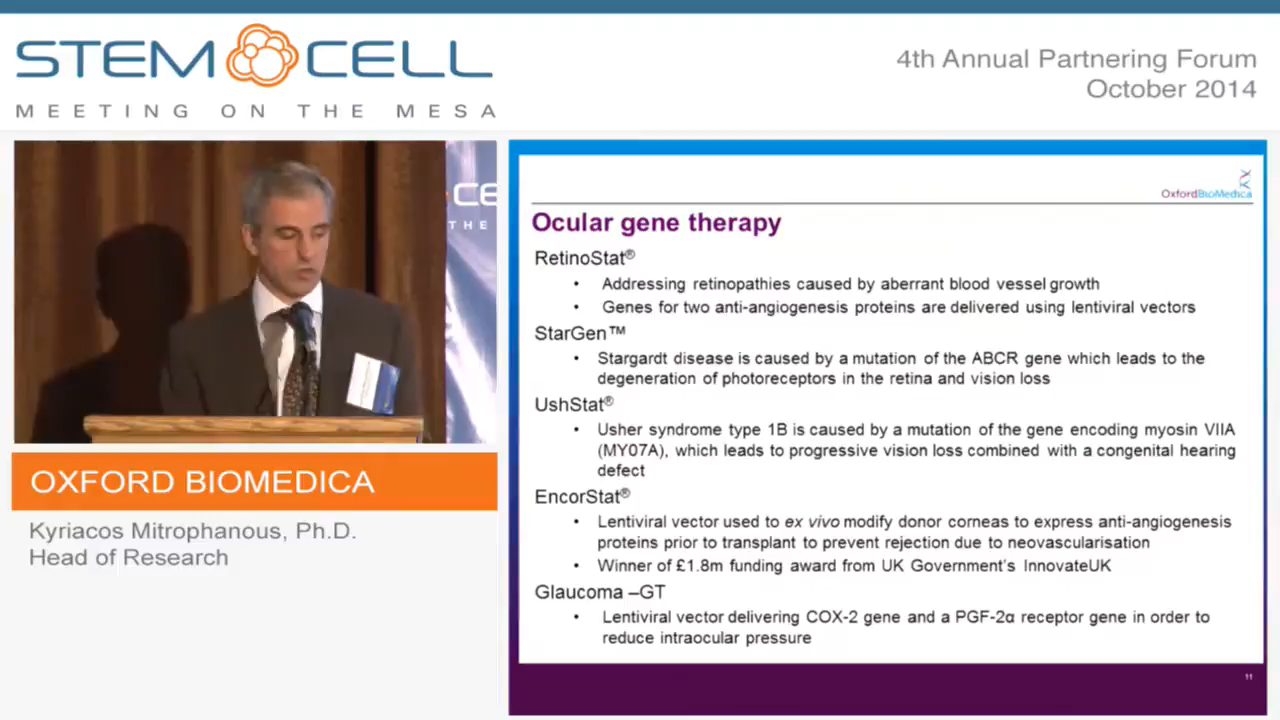 STEM CELL
MEETING ON THE MESA
4th Annual Partnering Forum
October 2014
CE
THE
OXFORD BIOMEDICA
Kyriacos Mitrophanous, Ph.D.
Head of Research
OxfordBioMedica
Ocular gene therapy
RetinoStat®
• Addressing retinopathies caused by aberrant blood vessel growth
• Genes for two anti-angiogenesis proteins are delivered using lentiviral vectors
StarGen™
• Stargardt disease is caused by a mutation of the ABCR gene which leads to the
degeneration of photoreceptors in the retina and vision loss
UshStat®
• Usher syndrome type 1B is caused by a mutation of the gene encoding myosin VIIA
(MY07A), which leads to progressive vision loss combined with a congenital hearing
defect
EncorStat®
• Lentiviral vector used to ex vivo modify donor corneas to express anti-angiogenesis
proteins prior to transplant to prevent rejection due to neovascularisation
• Winner of £1.8m funding award from UK Government's InnovateUK
Glaucoma –GT
• Lentiviral vector delivering COX-2 gene and a PGF-2α receptor gene in order to
reduce intraocular pressure
11